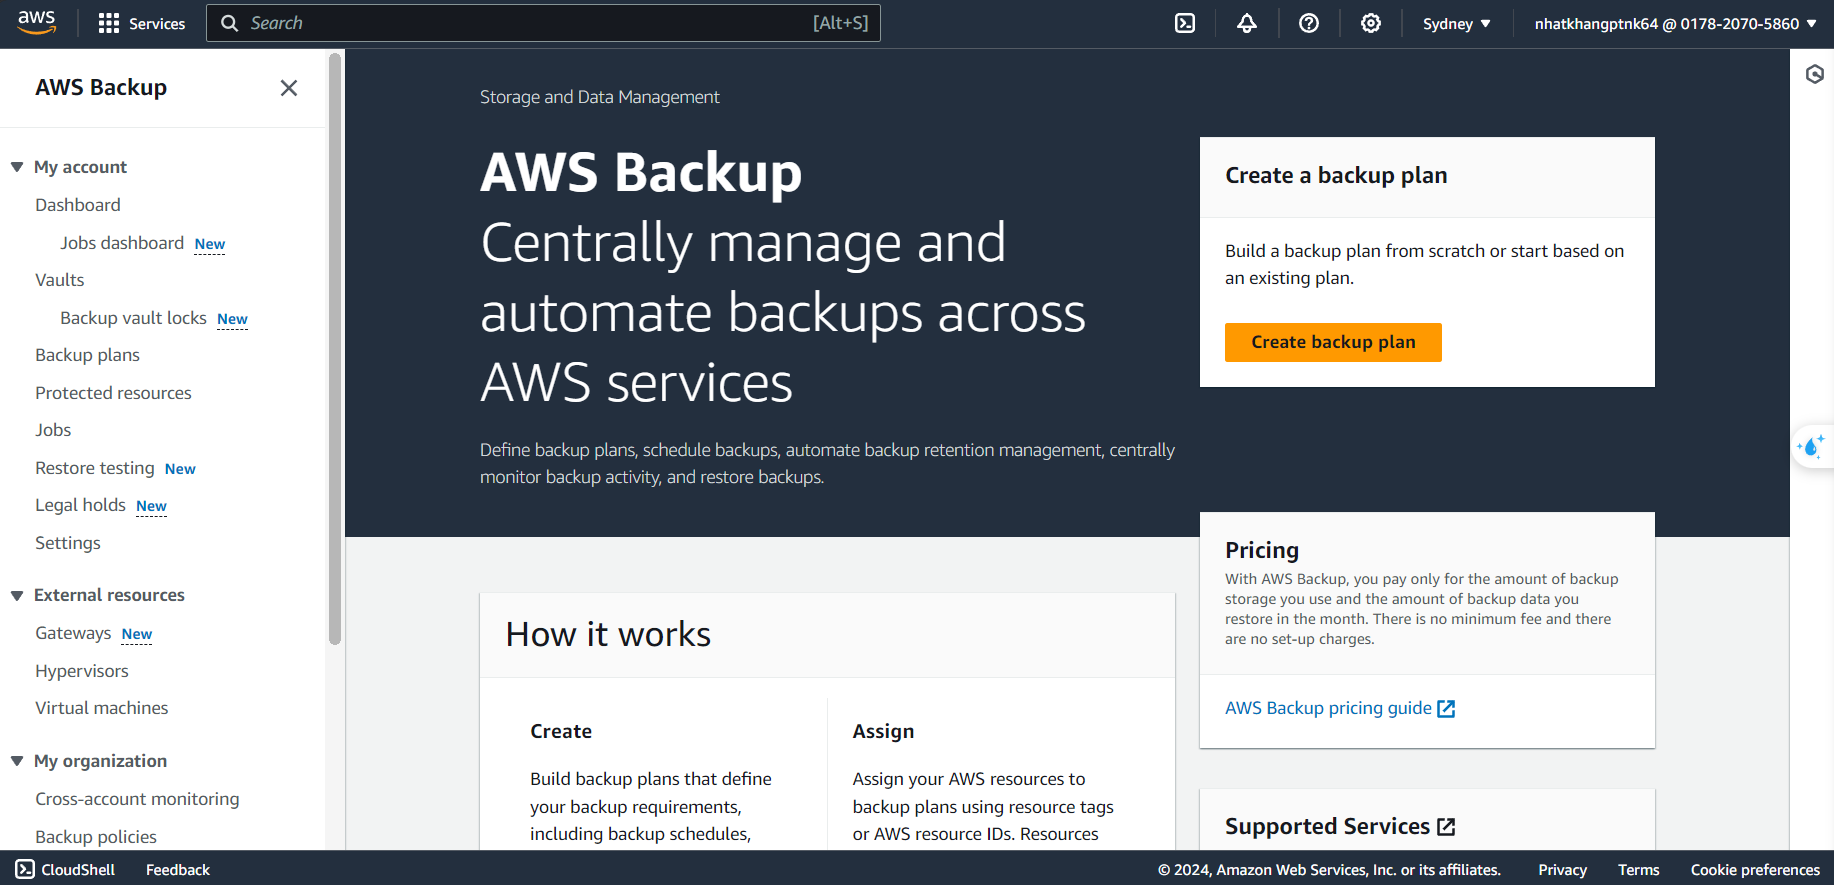 aws
Services
Search
[Alt+S]
Sydney
nhatkhangptnk64 @ 0178-2070-5860
AWS Backup
My account
Dashboard
Jobs dashboard New
Vaults
Backup vault locks New
Backup plans
Protected resources
Jobs
Restore testing New
Legal holds New
Settings
External resources
Gateways New
Hypervisors
Virtual machines
My organization
Cross-account monitoring
Backup policies
Storage and Data Management
AWS Backup
Centrally manage and
automate backups across
AWS services
Define backup plans, schedule backups, automate backup retention management, centrally
monitor backup activity, and restore backups.
Create a backup plan
Build a backup plan from scratch or start based on
an existing plan.
Create backup plan
Pricing
With AWS Backup, you pay only for the amount of backup
storage you use and the amount of backup data you
restore in the month. There is no minimum fee and there
are no set-up charges.
AWS Backup pricing guide
Supported Services
How it works
Create
Build backup plans that define
your backup requirements,
including backup schedules,
Assign
Assign your AWS resources to
backup plans using resource tags
or AWS resource IDs. Resources
CloudShell
Feedback
© 2024, Amazon Web Services, Inc. or its affiliates.
Privacy
Terms
Cookie preferences